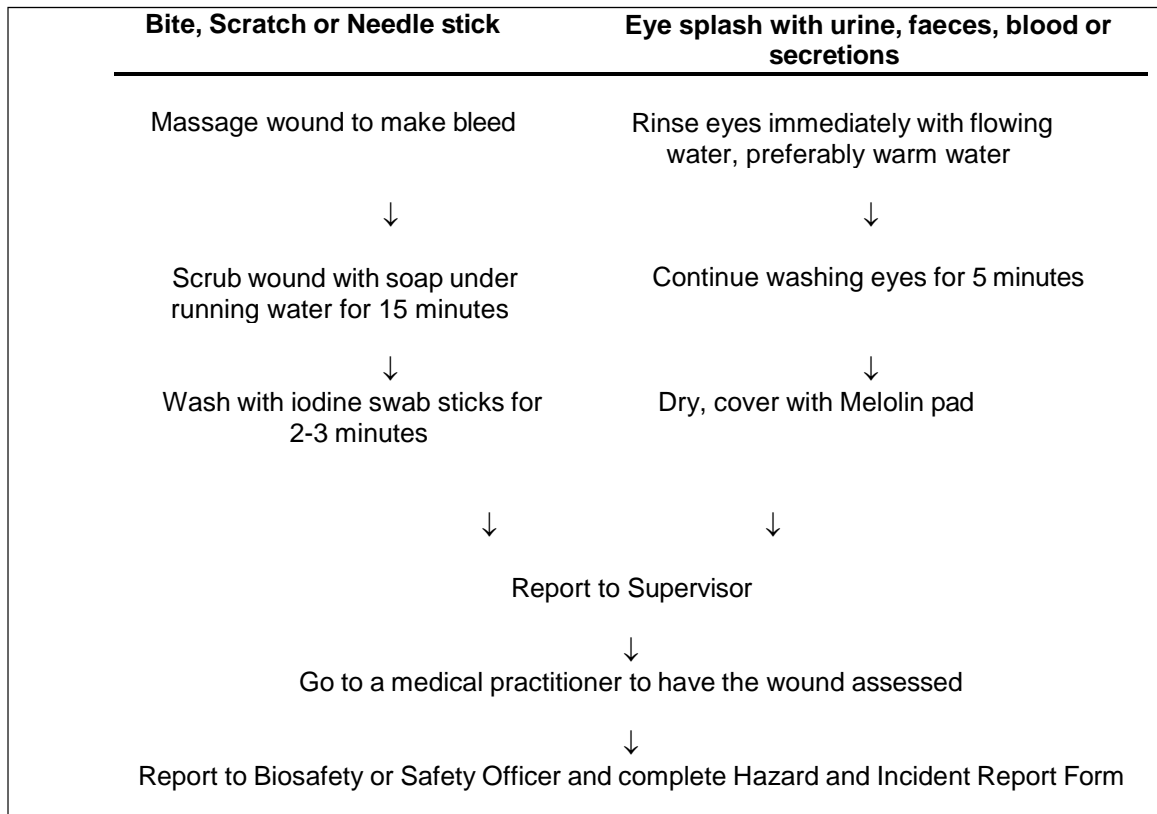 Bite, Scratch or Needle stick
Eye splash with urine, faeces, blood or
secretions
Massage wound to make bleed
Rinse eyes immediately with flowing
water, preferably warm water
↓
↓
Scrub wound with soap under
running water for 15 minutes
Continue washing eyes for 5 minutes
↓
↓
Wash with iodine swab sticks for
2-3 minutes
Dry, cover with Melolin pad
↓
↓
Report to Supervisor
↓
Go to a medical practitioner to have the wound assessed
↓
Report to Biosafety or Safety Officer and complete Hazard and Incident Report Form